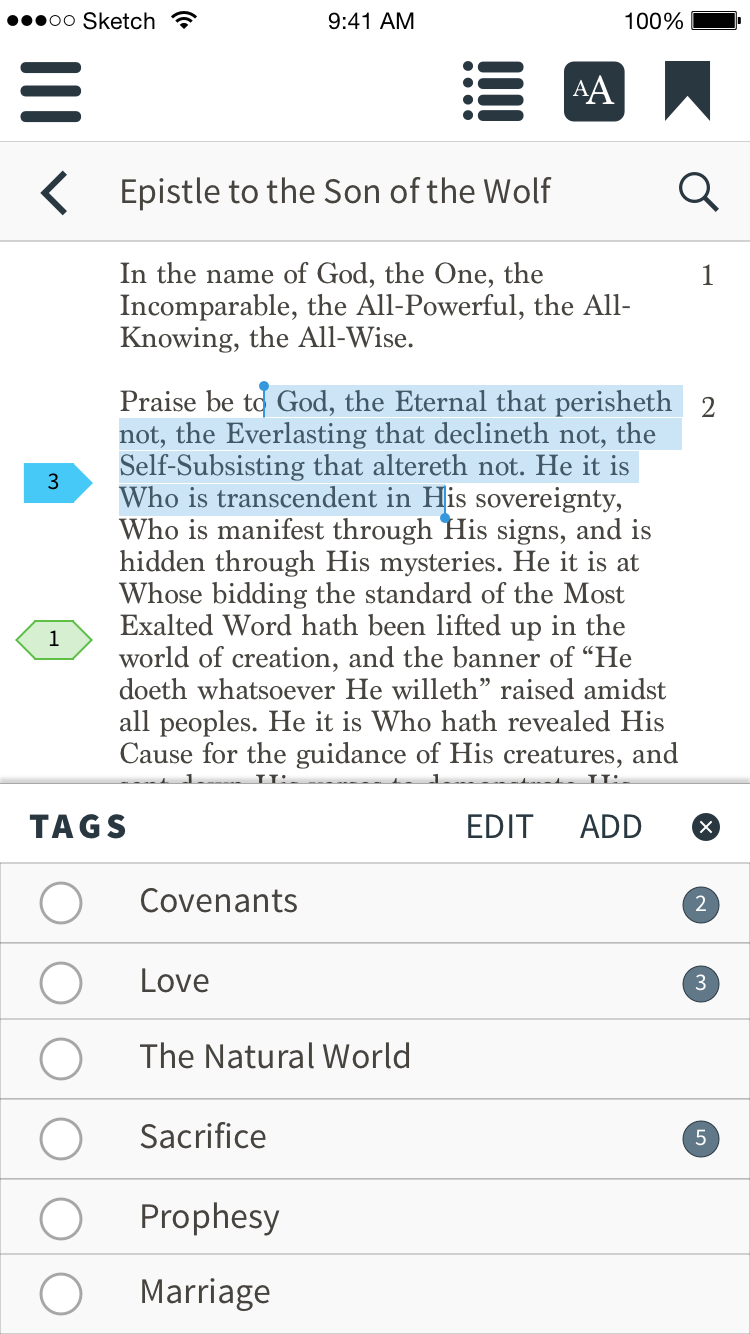 Sketch 9:41 AM 100%
AA
Epistle to the Son of the Wolf
In the name of God, the One, the 1
Incomparable, the All-Powerful, the All-
Knowing, the All-Wise.
Praise be to God, the Eternal that perisheth 2
not, the Everlasting that declineth not, the
Self-Subsisting that altereth not. He it is
3 Who is transcendent in His sovereignty,
Who is manifest through His signs, and is
hidden through His mysteries. He it is at
Whose bidding the standard of the Most
1 Exalted Word hath been lifted up in the
world of creation, and the banner of “He
doeth whatsoever He willeth” raised amidst
all peoples. He it is Who hath revealed His
Cause for the guidance of His creatures, and
sent down His verses to demonstrate His
TAGS EDIT ADD
Covenants 2
Love 3
The Natural World
Sacrifice 5
Prophesy
Marriage